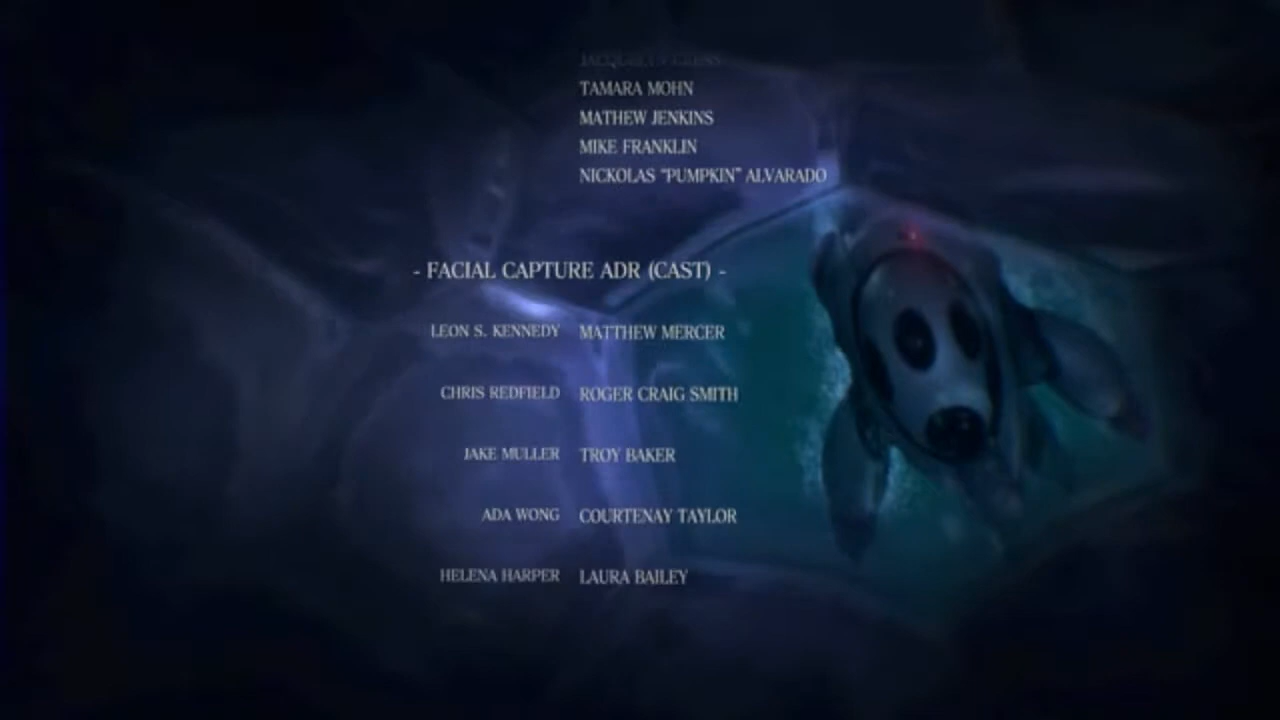 TAMARA MOHN
MATHEW JENKINS
MIKE FRANKLIN
NICKOLAS “PUMPKIN” ALVARADO
- FACIAL CAPTURE ADR (CAST) -
LEON S. KENNEDY MATTHEW MERCER
CHRIS REDFIELD ROGER CRAIG SMITH
JAKE MULLER TROY BAKER
ADA WONG COURTENAY TAYLOR
HELENA HARPER LAURA BAILEY